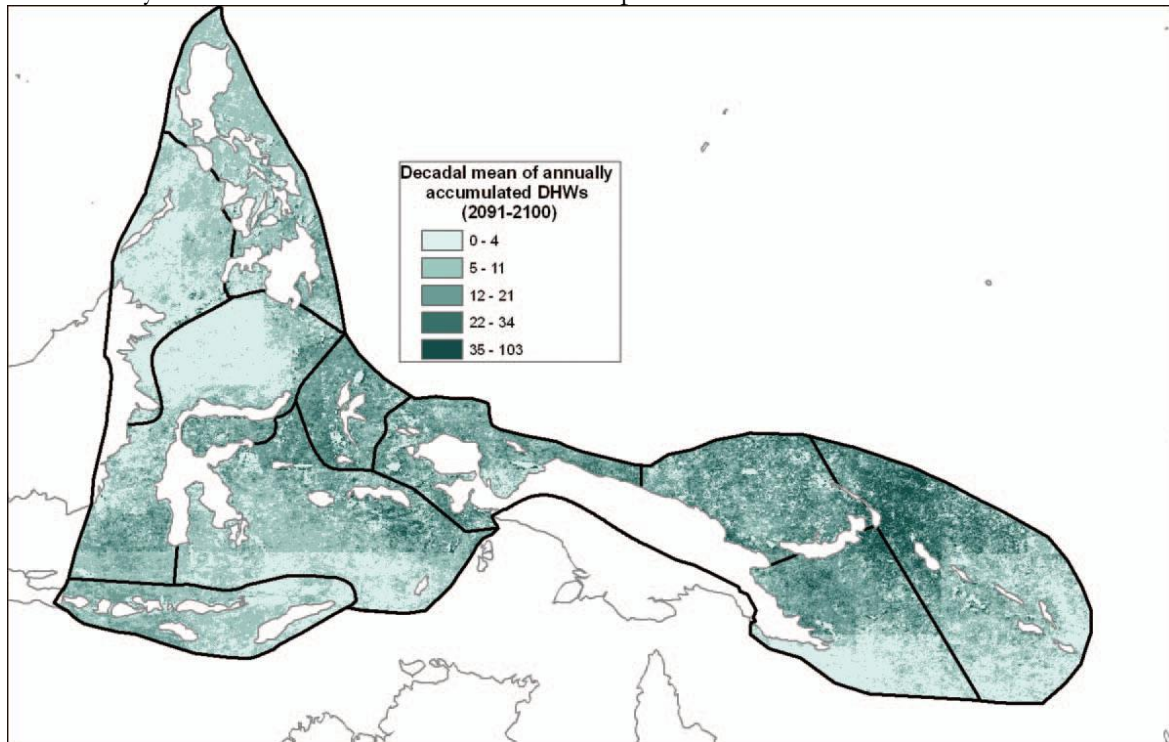 Decadal mean of annually
accumulated DHWs
(2091-2100)
0 - 4
5 - 11
12 - 21
22 - 34
35 - 103